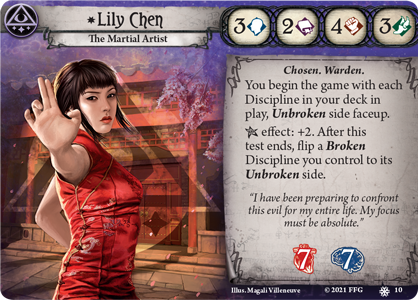 Lily Chen
The Martial Artist
3 2 4 3
Chosen. Warden.
You begin the game with each
Discipline in your deck in
play, Unbroken side faceup.
effect: +2. After this
test ends, flip a Broken
Discipline you control to its
Unbroken side.
“I have been preparing to confront
this evil for my entire life. My focus
must be absolute.”
7 7
Illus. Magali Villeneuve © 2021 FFG 10